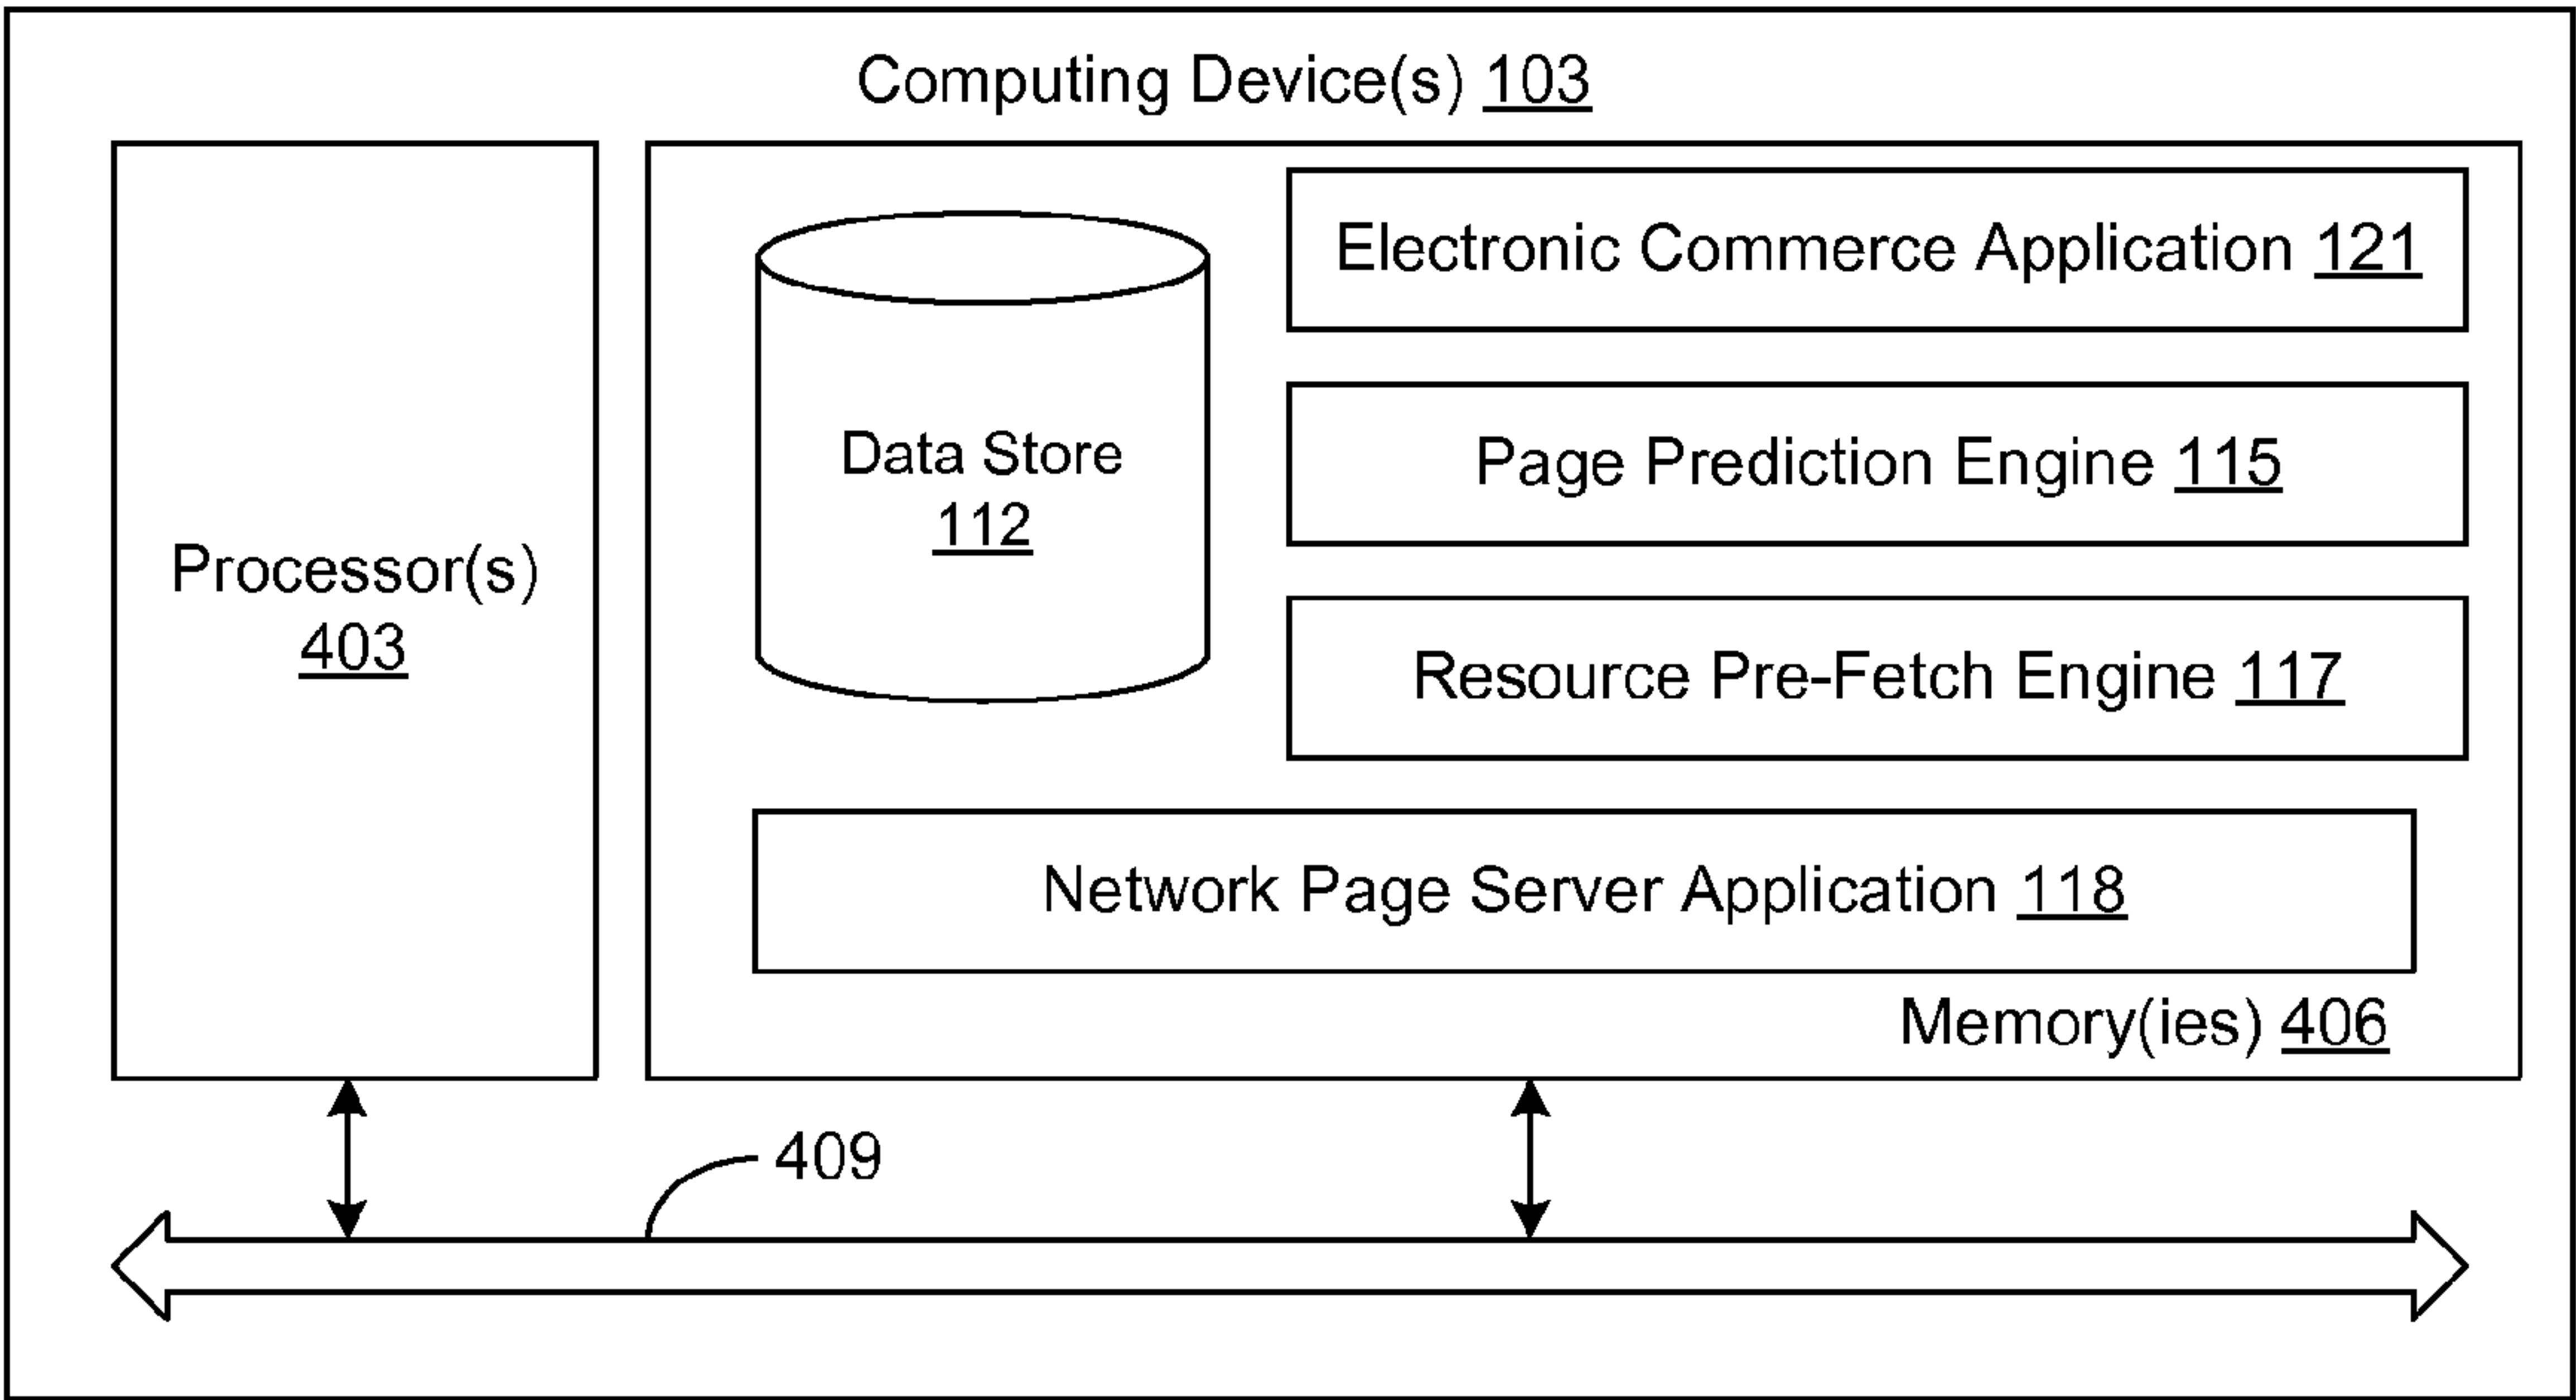 Computing Device(s) 103
Processor(s)
403
Data Store
112
Electronic Commerce Application 121
Page Prediction Engine 115
Resource Pre-Fetch Engine 117
Network Page Server Application 118
Memory(ies) 406
409